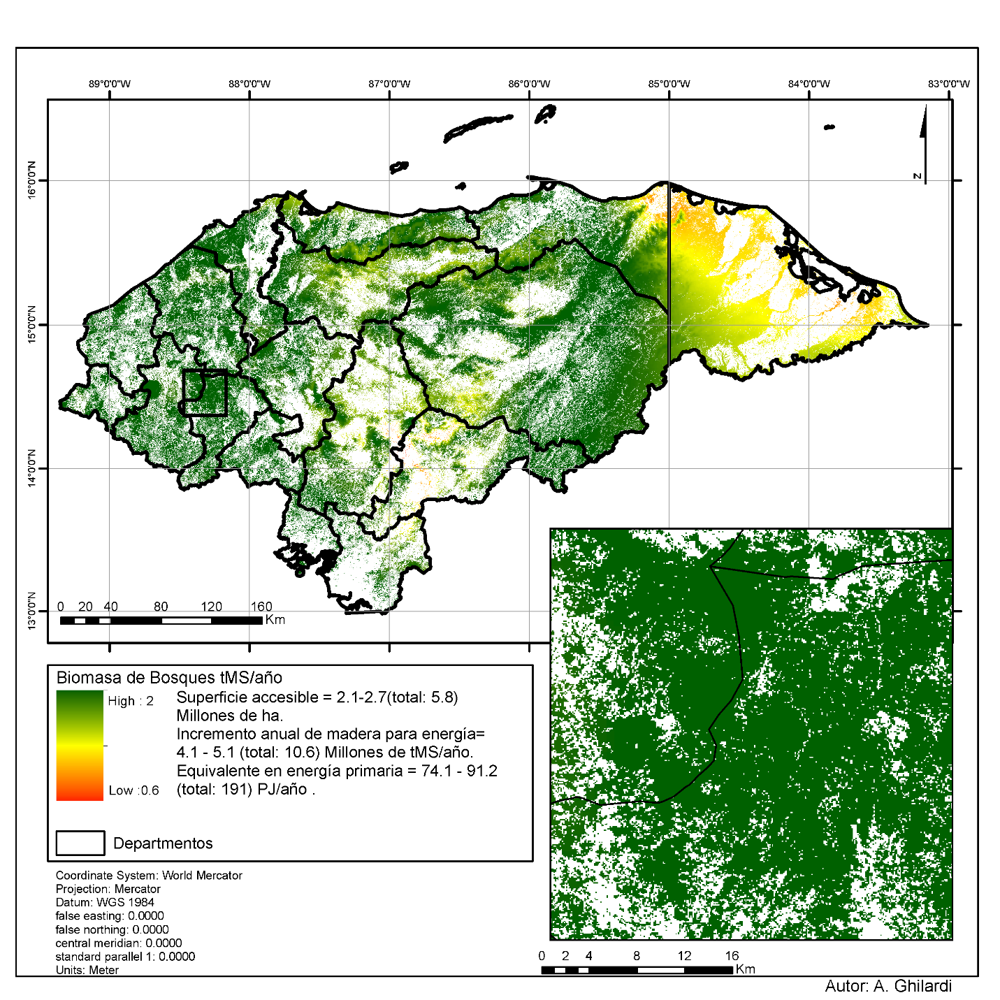 89°0'0"W
88°0'0"W
87°0'0"W
86°0'0"W
85°0'0"W
84°0'0"W
83°0'0"W
16°0'0"N
15°0'0"N
14°0'0"N
13°0'0"N
N
0 20 40 80 120 160
Km
Biomasa de Bosques tMS/año
High : 2
Low :0.6
Superficie accesible = 2.1-2.7(total: 5.8)
Millones de ha.
Incremento anual de madera para energía=
4.1 - 5.1 (total: 10.6) Millones de tMS/año.
Equivalente en energía primaria = 74.1 - 91.2
(total: 191) PJ/año .
Departmentos
Coordinate System: World Mercator
Projection: Mercator
Datum: WGS 1984
false easting: 0.0000
false northing: 0.0000
central meridian: 0.0000
standard parallel 1: 0.0000
Units: Meter
0 2 4 8 12 16
Km
Autor: A. Ghilardi